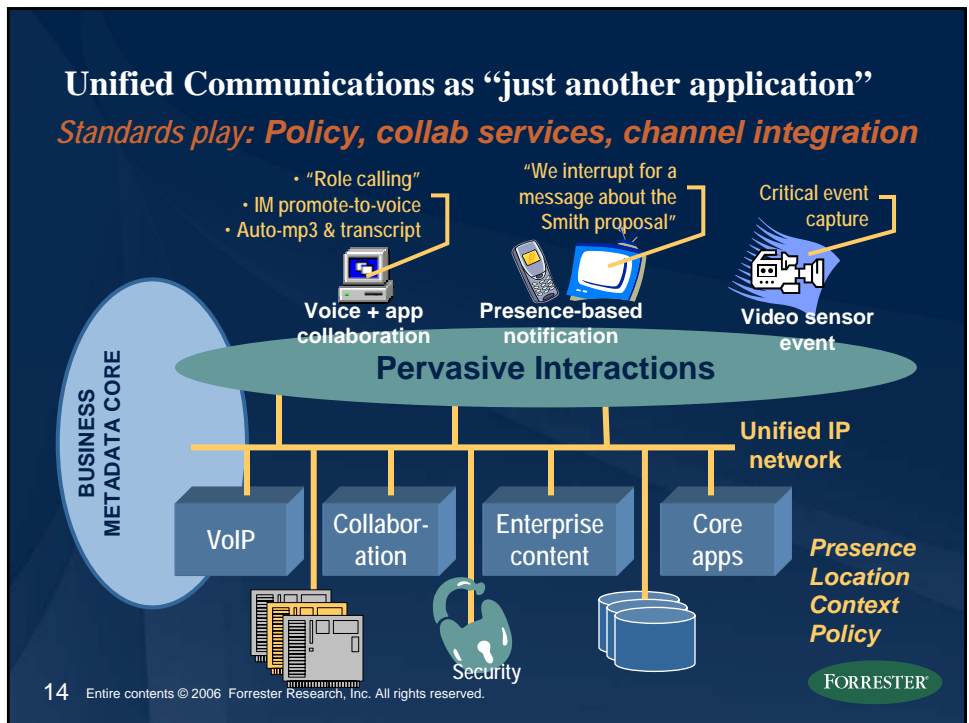 Unified Communications as “just another application”
Standards play: Policy, collab services, channel integration
• “Role calling”
• IM promote-to-voice
• Auto-mp3 & transcript
“We interrupt for a
message about the
Smith proposal”
Critical event
capture
Voice + app
collaboration
Presence-based
notification
Video sensor
event
BUSINESS
METADATA CORE
Pervasive Interactions
Unified IP
network
VoIP
Collabor-
ation
Enterprise
content
Core
apps
Presence
Location
Context
Policy
Security
14 Entire contents © 2006 Forrester Research, Inc. All rights reserved.
FORRESTER®